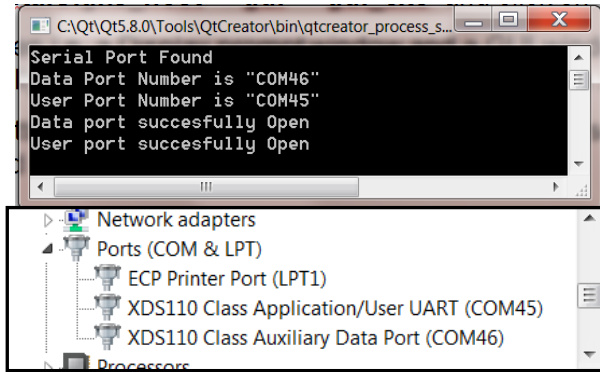 C:\Qt\Qt5.8.0\Tools\QtCreator\bin\qtcreator_process_s...
Serial Port Found
Data Port Number is "COM46"
User Port Number is "COM45"
Data port succesfully Open
User port succesfully Open
Network adapters
Ports (COM & LPT)
ECP Printer Port (LPT1)
XDS110 Class Application/User UART (COM45)
XDS110 Class Auxiliary Data Port (COM46)
Processors